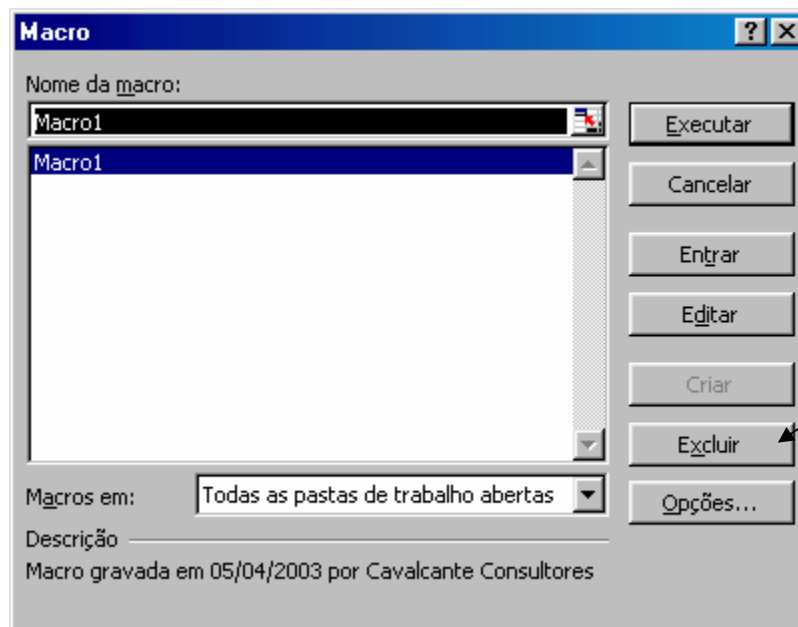 Macro
Nome da macro:
Macro1
Macro1
Executar
Cancelar
Entrar
Editar
Criar
Excluir
Opções...
Macros em:
Todas as pastas de trabalho abertas
Descrição
Macro gravada em 05/04/2003 por Cavalcante Consultores